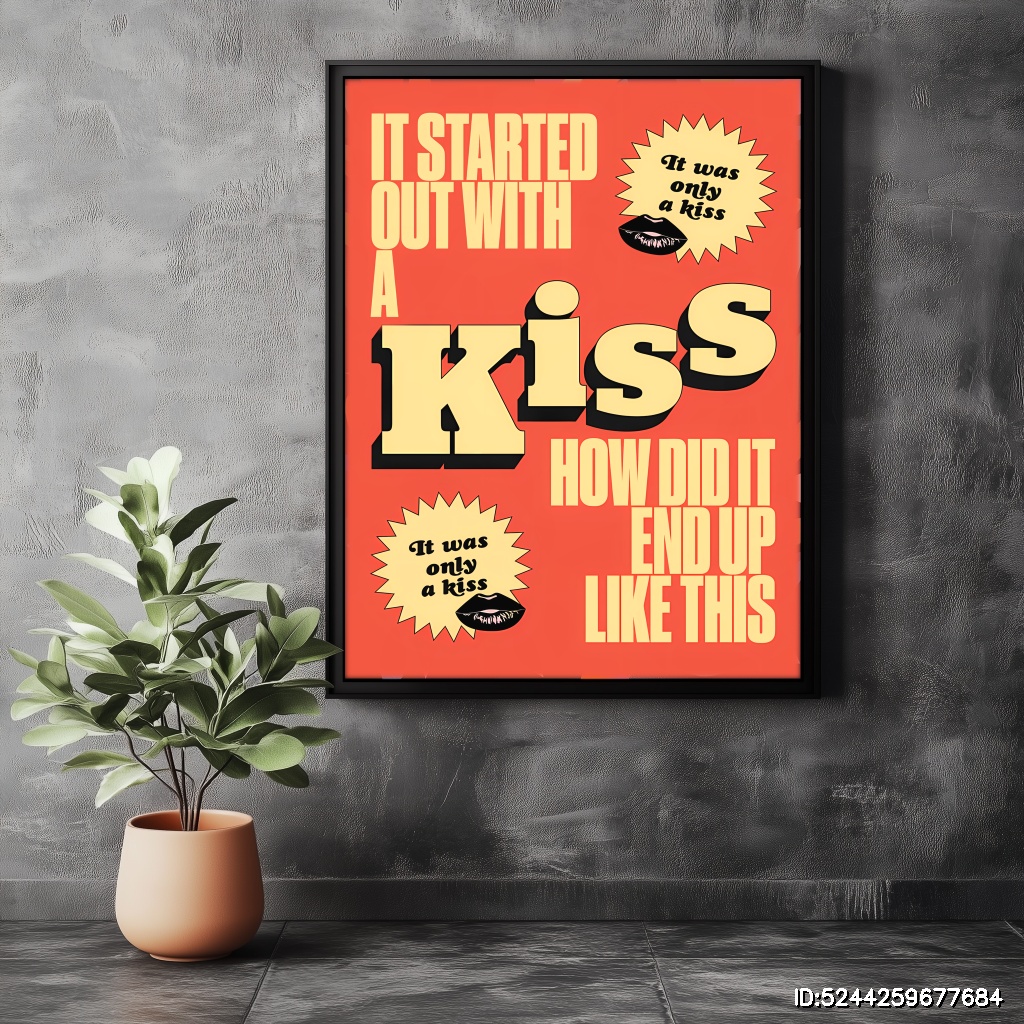 IT STARTED
OUT WITH
A
It was
only
a kiss
Kiss
HOW DID IT
END UP
LIKE THIS
It was
only
a kiss
ID:5244259677684